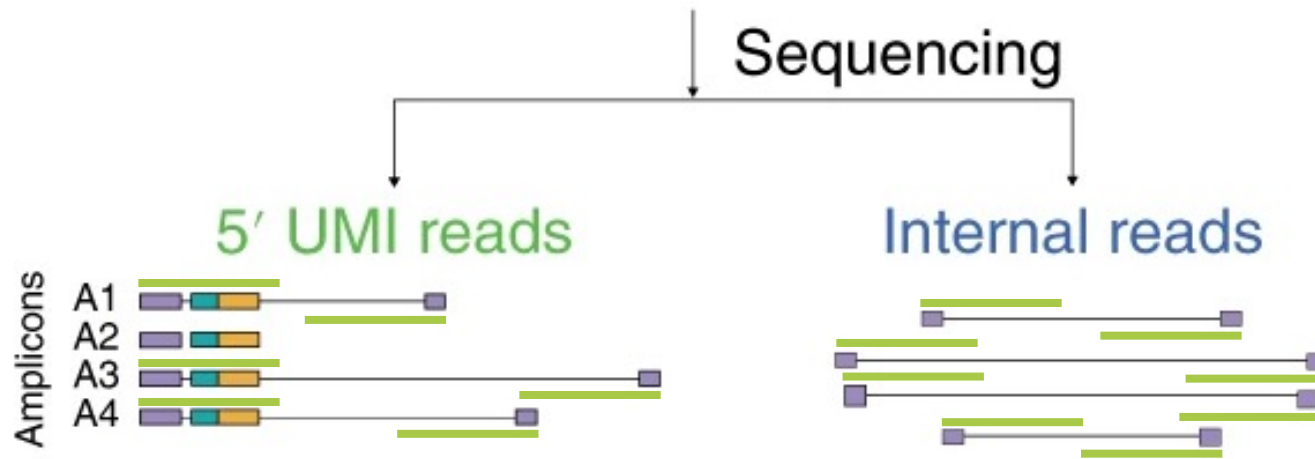 Sequencing
5′ UMI reads
Internal reads
Amplicons
A1
A2
A3
A4